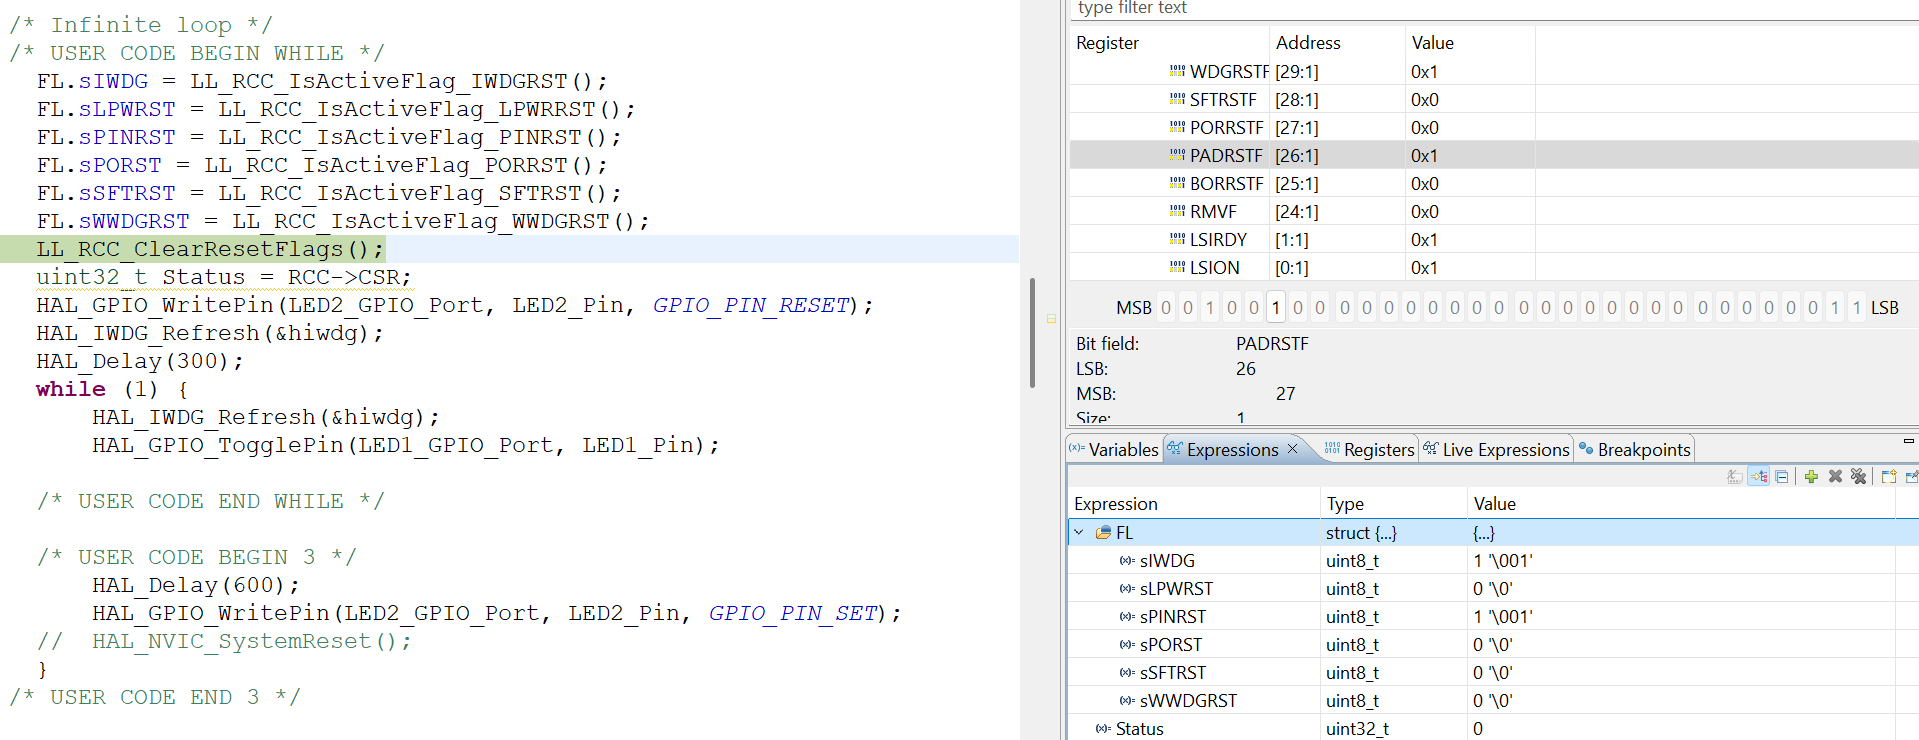 /* Infinite loop */
/* USER CODE BEGIN WHILE */
FL.sIWDG = LL_RCC_IsActiveFlag_IWDGRST();
FL.sLPWRST = LL_RCC_IsActiveFlag_LPWRRST();
FL.sPINRST = LL_RCC_IsActiveFlag_PINRST();
FL.sPORST = LL_RCC_IsActiveFlag_PORRST();
FL.sSFTRST = LL_RCC_IsActiveFlag_SFTRST();
FL.sWWDGRST = LL_RCC_IsActiveFlag_WWDGRST();
LL_RCC_ClearResetFlags();
uint32_t Status = RCC->CSR;
HAL_GPIO_WritePin(LED2_GPIO_Port, LED2_Pin, GPIO_PIN_RESET);
HAL_IWDG_Refresh(&hiwdg);
HAL_Delay(300);
while (1) {
HAL_IWDG_Refresh(&hiwdg);
HAL_GPIO_TogglePin(LED1_GPIO_Port, LED1_Pin);
/* USER CODE END WHILE */
/* USER CODE BEGIN 3 */
HAL_Delay(600);
HAL_GPIO_WritePin(LED2_GPIO_Port, LED2_Pin, GPIO_PIN_SET);
// HAL_NVIC_SystemReset();
}
/* USER CODE END 3 */
type filter text
Register Address Value
WDGRSTF [29:1] 0x1
SFTRSTF [28:1] 0x0
PORRSTF [27:1] 0x0
PADRSTF [26:1] 0x1
BORRSTF [25:1] 0x0
RMVF [24:1] 0x0
LSIRDY [1:1] 0x1
LSION [0:1] 0x1
MSB 0 0 1 0 0 1 0 0 0 0 0 0 0 0 0 0 0 0 0 0 0 0 0 0 0 0 0 0 0 0 1 1 LSB
Bit field: PADRSTF
LSB: 26
MSB: 27
Size: 1
(x)= Variables Expressions Registers Live Expressions Breakpoints
Expression Type Value
FL struct {...} {...}
(x)= sIWDG uint8_t 1 '\001'
(x)= sLPWRST uint8_t 0 '\0'
(x)= sPINRST uint8_t 1 '\001'
(x)= sPORST uint8_t 0 '\0'
(x)= sSFTRST uint8_t 0 '\0'
(x)= sWWDGRST uint8_t 0 '\0'
(x)= Status uint32_t 0